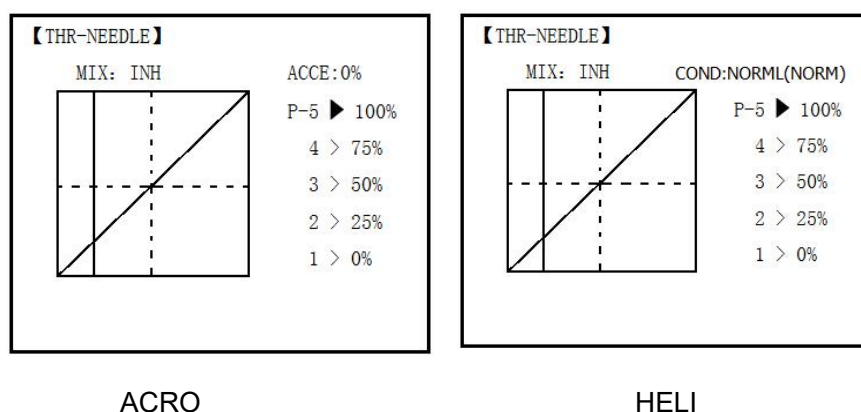 【THR-NEEDLE】
MIX: INH
ACCE:0%
P-5 ▶ 100%
4 > 75%
3 > 50%
2 > 25%
1 > 0%
ACRO
【THR-NEEDLE】
MIX: INH
COND:NORML(NORM)
P-5 ▶ 100%
4 > 75%
3 > 50%
2 > 25%
1 > 0%
HELI